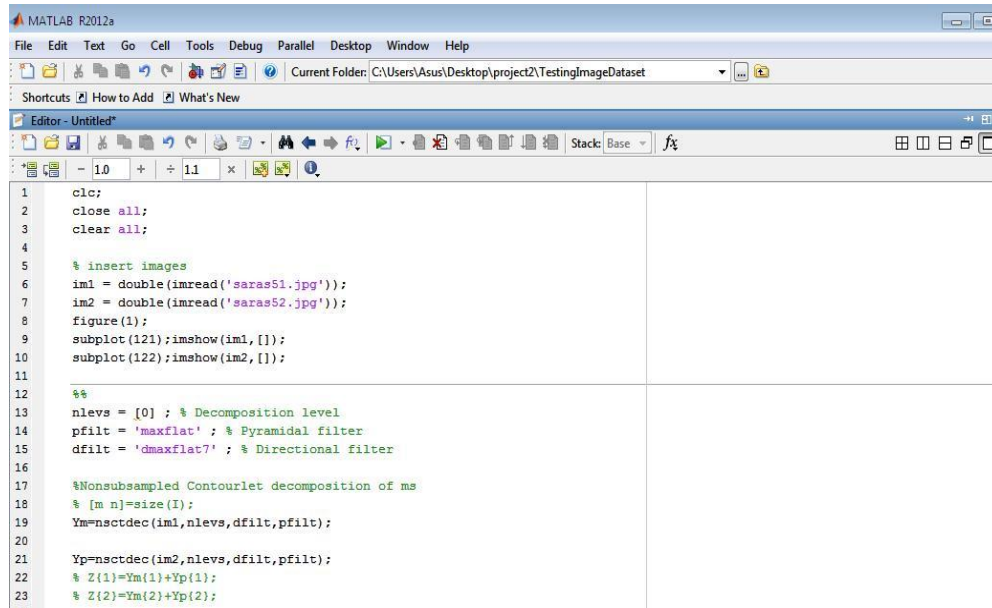 MATLAB R2012a
File Edit Text Go Cell Tools Debug Parallel Desktop Window Help
Current Folder: C:\Users\Asus\Desktop\project2\TestingImageDataset
Shortcuts How to Add What's New
Editor - Untitled*
Stack: Base fx
- 1.0 + ÷ 1.1 ×
1 clc;
2 close all;
3 clear all;
4
5 % insert images
6 im1 = double(imread('saras51.jpg'));
7 im2 = double(imread('saras52.jpg'));
8 figure(1);
9 subplot(121);imshow(im1,[]);
10 subplot(122);imshow(im2,[]);
11
12 %%
13 nlevs = [0] ; % Decomposition level
14 pfilt = 'maxflat' ; % Pyramidal filter
15 dfilt = 'dmaxflat7' ; % Directional filter
16
17 %Nonsubsampled Contourlet decomposition of ms
18 % [m n]=size(I);
19 Ym=nsctdec(im1,nlevs,dfilt,pfilt);
20
21 Yp=nsctdec(im2,nlevs,dfilt,pfilt);
22 % Z{1}=Ym{1}+Yp{1};
23 % Z{2}=Ym{2}+Yp{2};